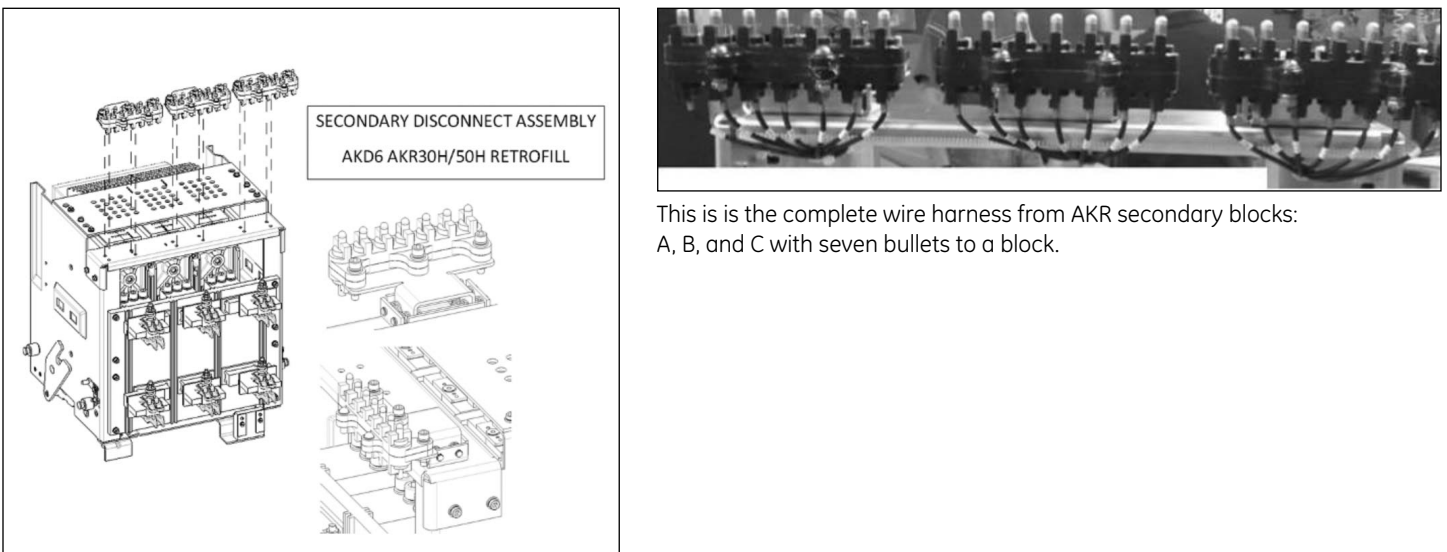 SECONDARY DISCONNECT ASSEMBLY
AKD6 AKR30H/50H RETROFILL
This is is the complete wire harness from AKR secondary blocks:
A, B, and C with seven bullets to a block.